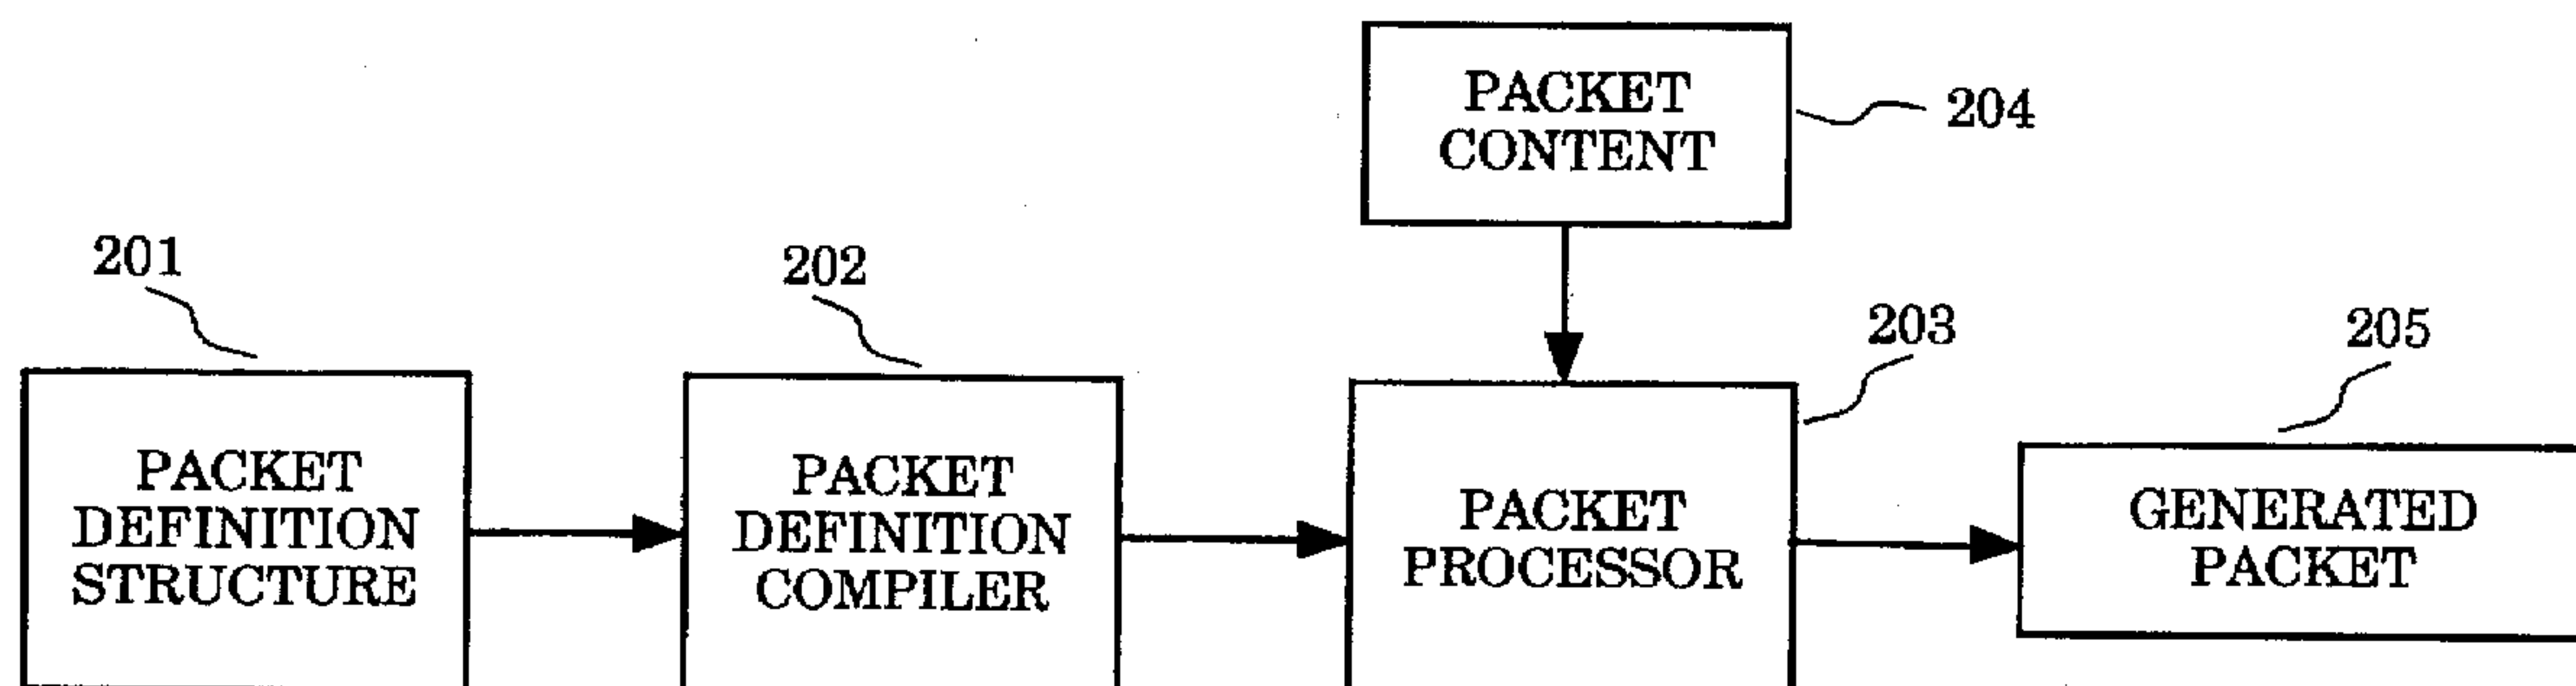 PACKET
CONTENT
204
201
202
203
205
PACKET
DEFINITION
STRUCTURE
PACKET
DEFINITION
COMPILER
PACKET
PROCESSOR
GENERATED
PACKET